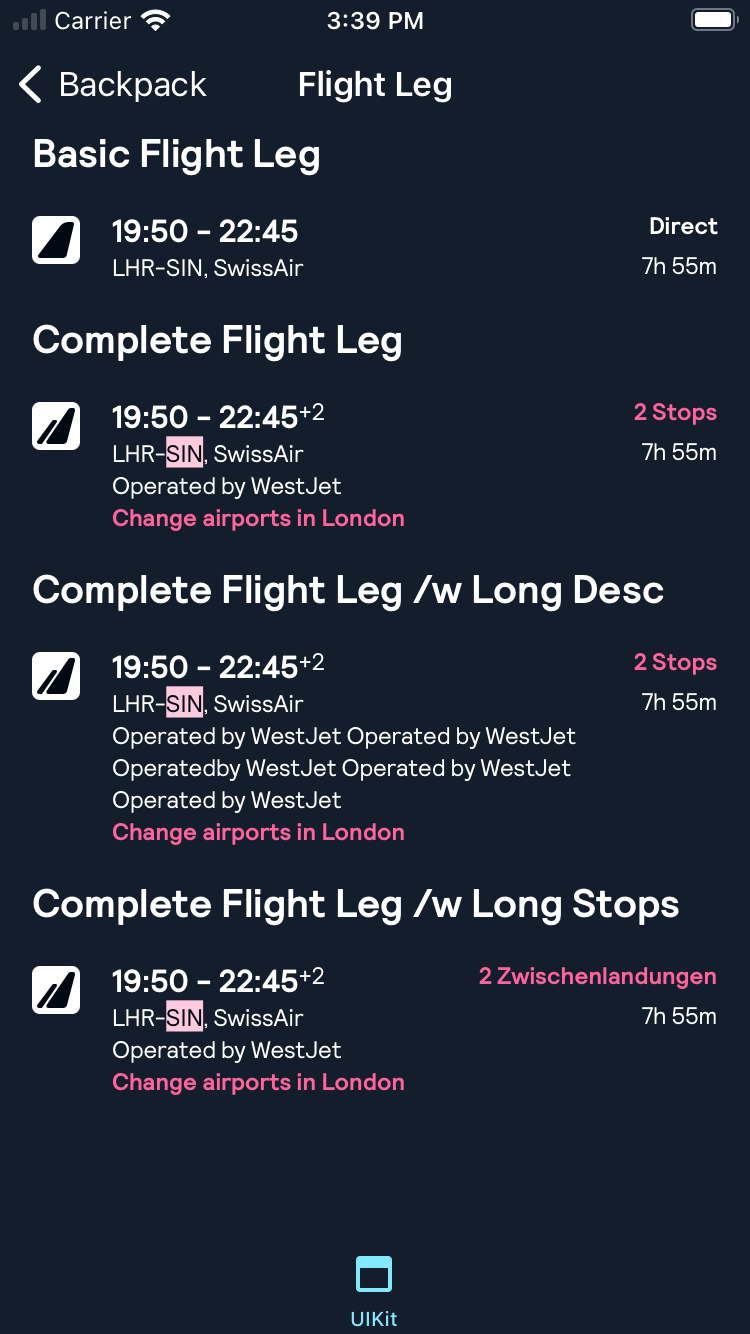 Carrier 3:39 PM
Backpack Flight Leg
Basic Flight Leg
19:50 – 22:45 Direct
LHR-SIN, SwissAir 7h 55m
Complete Flight Leg
19:50 – 22:45+2 2 Stops
LHR-SIN, SwissAir 7h 55m
Operated by WestJet
Change airports in London
Complete Flight Leg /w Long Desc
19:50 – 22:45+2 2 Stops
LHR-SIN, SwissAir 7h 55m
Operated by WestJet Operated by WestJet
Operatedby WestJet Operated by WestJet
Operated by WestJet
Change airports in London
Complete Flight Leg /w Long Stops
19:50 – 22:45+2 2 Zwischenlandungen
LHR-SIN, SwissAir 7h 55m
Operated by WestJet
Change airports in London
UIKit